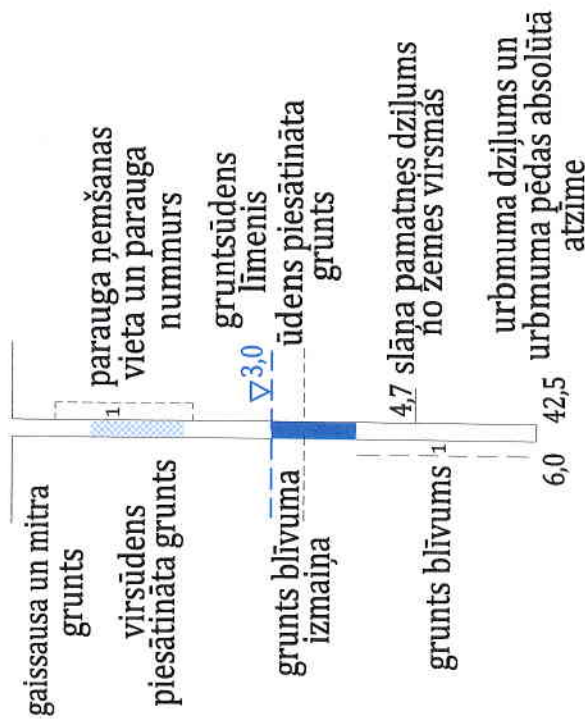 gaissausa un mitra
grunts
virsūdens
piesātināta grunts
grunts blīvuma
izmaiņa
grunts blīvums
1
parauga ņemšanas
vieta un parauga
nummurs
gruntsūdens
līmenis
3,0
ūdens piesātināta
grunts
4,7 slāņa pamatnes dziļums
no zemes virsmas
1
6,0 42,5
urbmuma dziļums un
urbmuma pēdas absolūtā
atzīme